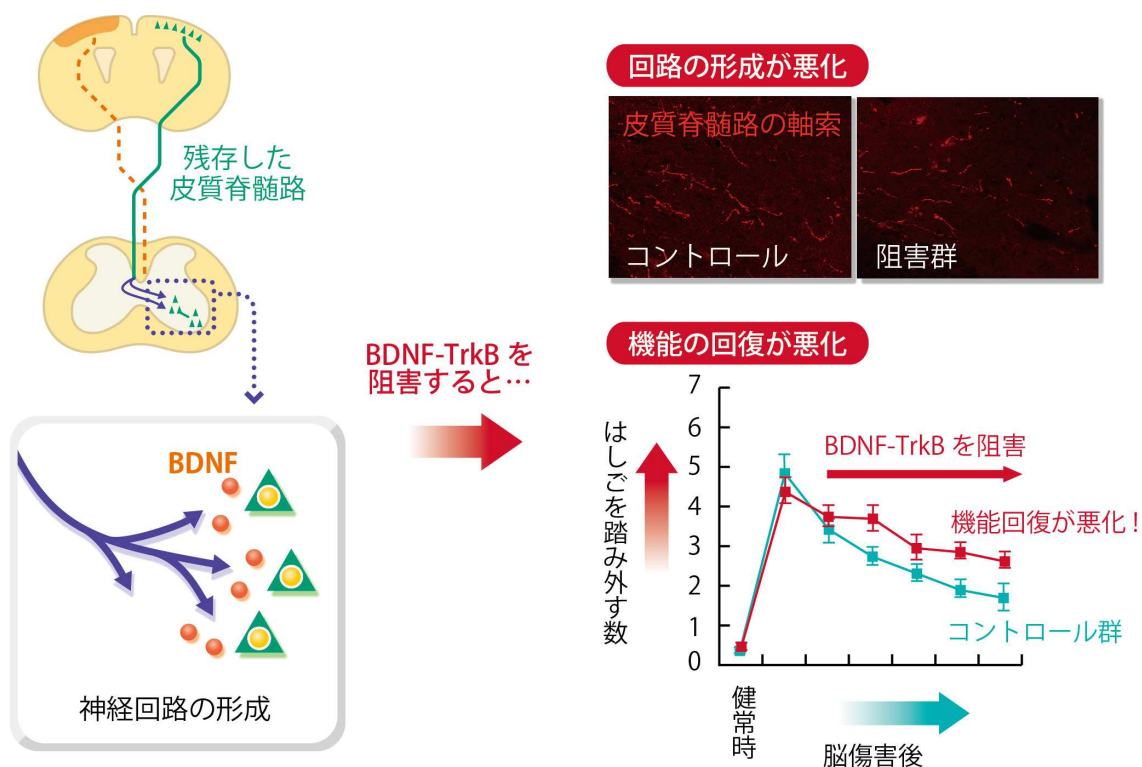 残存した
皮質脊髄路
BDNF
神経回路の形成
BDNF-TrkB を
阻害すると…
回路の形成が悪化
皮質脊髄路の軸索
コントロール
阻害群
機能の回復が悪化
はしごを踏み外す数
7
6
5
4
3
2
1
0
BDNF-TrkB を阻害
機能回復が悪化！
コントロール群
健常時
脳傷害後